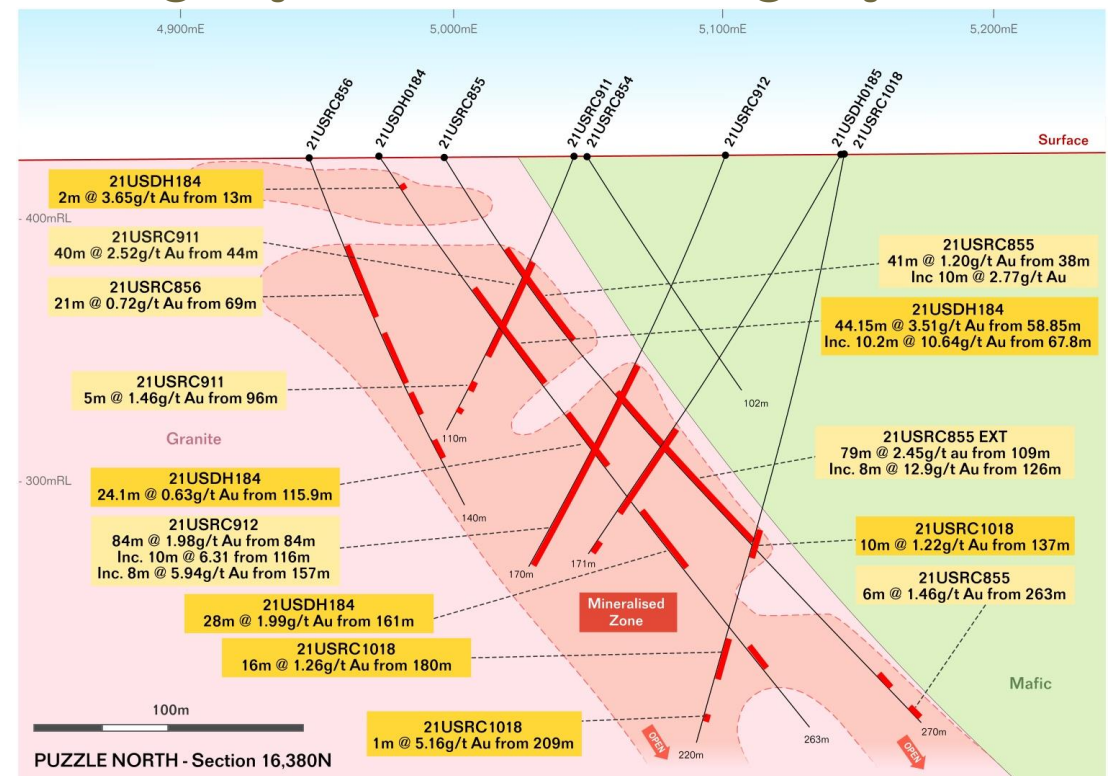 4,900mE
5,000mE
5,100mE
5,200mE
21USRC856
21USDH0184
21USRC855
21USRC911
21USRC854
21USRC912
21USDH0185
21USRC1018
Surface
400mRL
300mRL
21USDH184
2m @ 3.65g/t Au from 13m
21USRC911
40m @ 2.52g/t Au from 44m
21USRC856
21m @ 0.72g/t Au from 69m
21USRC911
5m @ 1.46g/t Au from 96m
Granite
21USDH184
24.1m @ 0.63g/t Au from 115.9m
21USRC912
84m @ 1.98g/t Au from 84m
Inc. 10m @ 6.31 from 116m
Inc. 8m @ 5.94g/t Au from 157m
21USDH184
28m @ 1.99g/t Au from 161m
21USRC1018
16m @ 1.26g/t Au from 180m
21USRC1018
1m @ 5.16g/t Au from 209m
21USRC855
41m @ 1.20g/t Au from 38m
Inc 10m @ 2.77g/t Au
21USDH184
44.15m @ 3.51g/t Au from 58.85m
Inc. 10.2m @ 10.64g/t Au from 67.8m
21USRC855 EXT
79m @ 2.45g/t au from 109m
Inc. 8m @ 12.9g/t Au from 126m
21USRC1018
10m @ 1.22g/t Au from 137m
21USRC855
6m @ 1.46g/t Au from 263m
102m
110m
140m
170m
171m
220m
263m
270m
Mineralised
Zone
Mafic
OPEN
OPEN
100m
PUZZLE NORTH - Section 16,380N